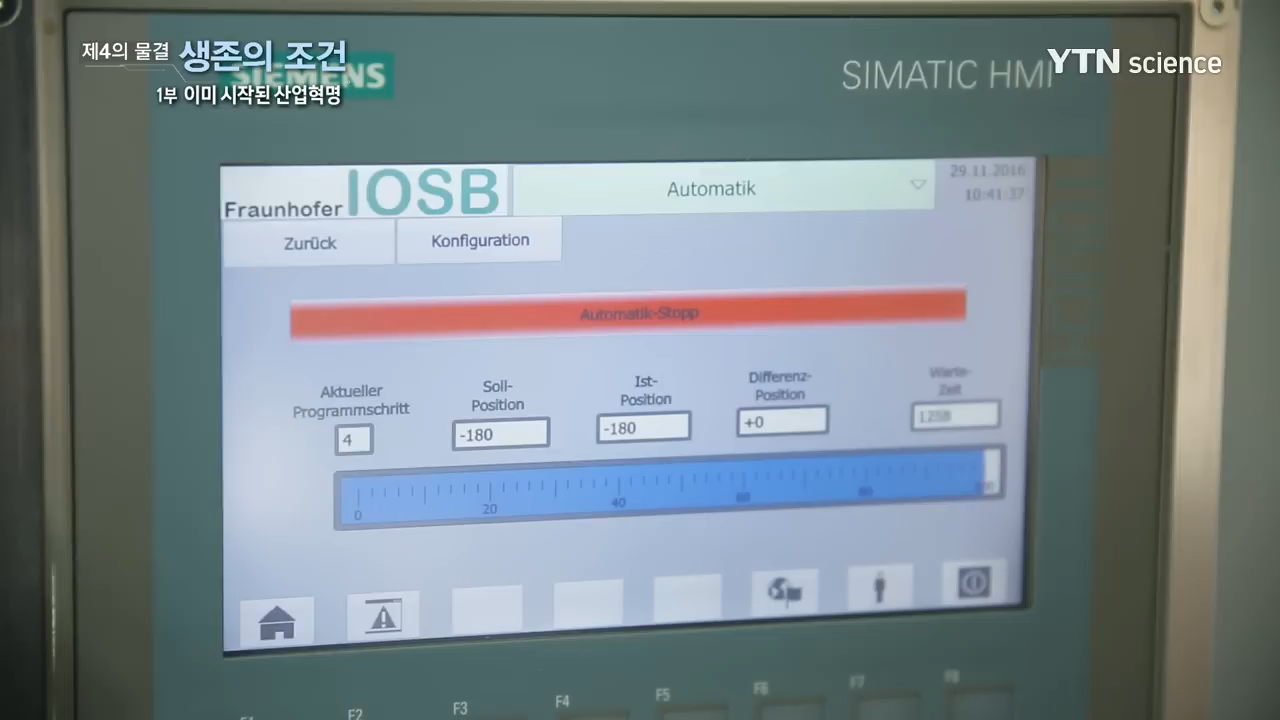 제4의 물결 생존의 조건
1부 이미 시작된 산업혁명
YTN science
SIEMENS
SIMATIC HMI
Fraunhofer IOSB
Automatik
29.11.2016
10:41:37
Zurück
Konfiguration
Automatik-Stopp
Aktueller
Programmschritt
4
Soll-
Position
-180
Ist-
Position
-180
Differenz-
Position
+0
Warte-
Zeit
1258
0 20 40 60 80 100
F1 F2 F3 F4 F5 F6 F7 F8